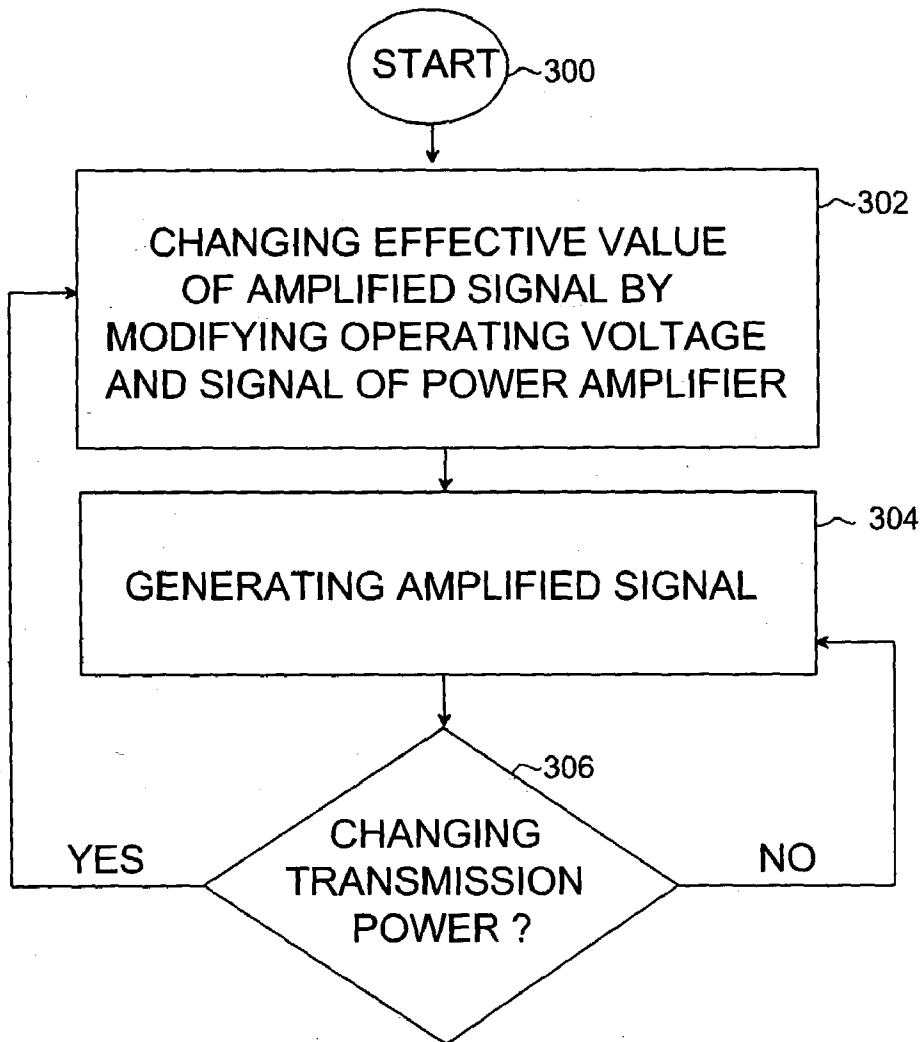 START
300
302
CHANGING EFFECTIVE VALUE
OF AMPLIFIED SIGNAL BY
MODIFYING OPERATING VOLTAGE
AND SIGNAL OF POWER AMPLIFIER
304
GENERATING AMPLIFIED SIGNAL
306
CHANGING
TRANSMISSION
POWER ?
YES
NO